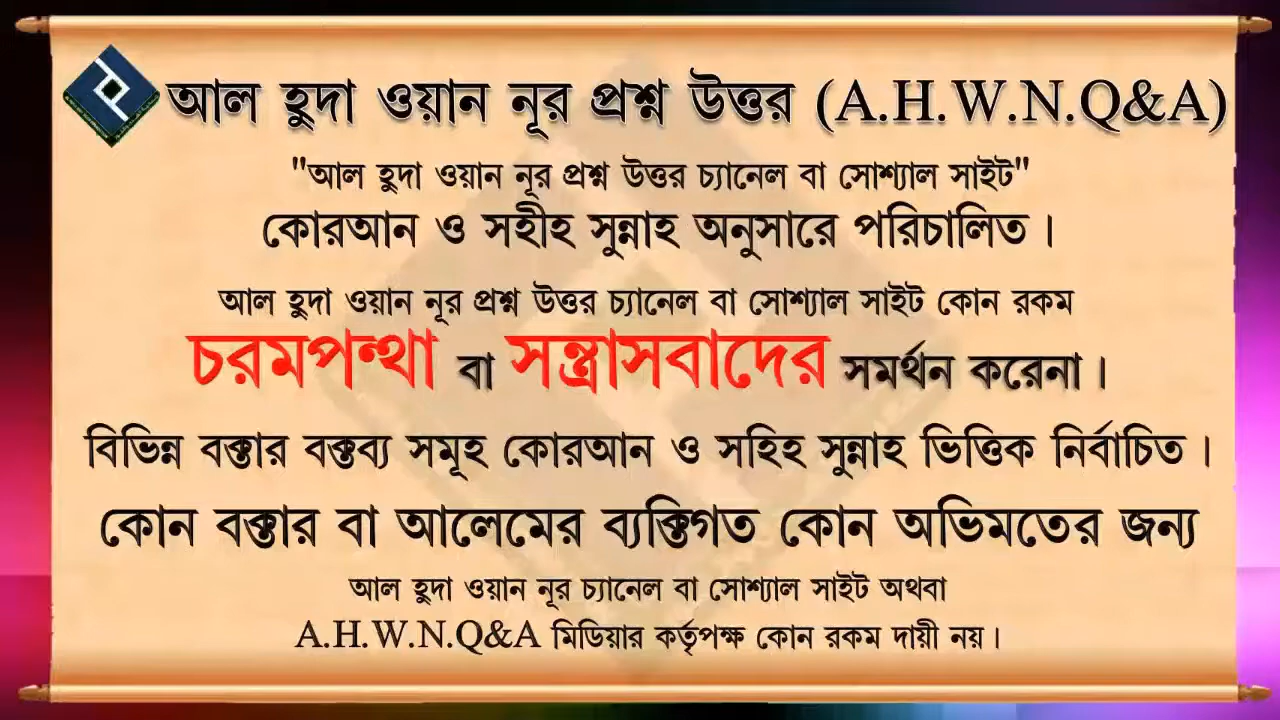 আল হুদা ওয়ান নূর প্রশ্ন উত্তর (A.H.W.N.Q&A)
"আল হুদা ওয়ান নূর প্রশ্ন উত্তর চ্যানেল বা সোশ্যাল সাইট"
কোরআন ও সহীহ সুন্নাহ অনুসারে পরিচালিত।
আল হুদা ওয়ান নূর প্রশ্ন উত্তর চ্যানেল বা সোশ্যাল সাইট কোন রকম
চরমপন্থা বা সন্ত্রাসবাদের সমর্থন করেনা।
বিভিন্ন বক্তার বক্তব্য সমূহ কোরআন ও সহিহ সুন্নাহ ভিত্তিক নির্বাচিত।
কোন বক্তার বা আলেমের ব্যক্তিগত কোন অভিমতের জন্য
আল হুদা ওয়ান নূর চ্যানেল বা সোশ্যাল সাইট অথবা
A.H.W.N.Q&A মিডিয়ার কর্তৃপক্ষ কোন রকম দায়ী নয়।